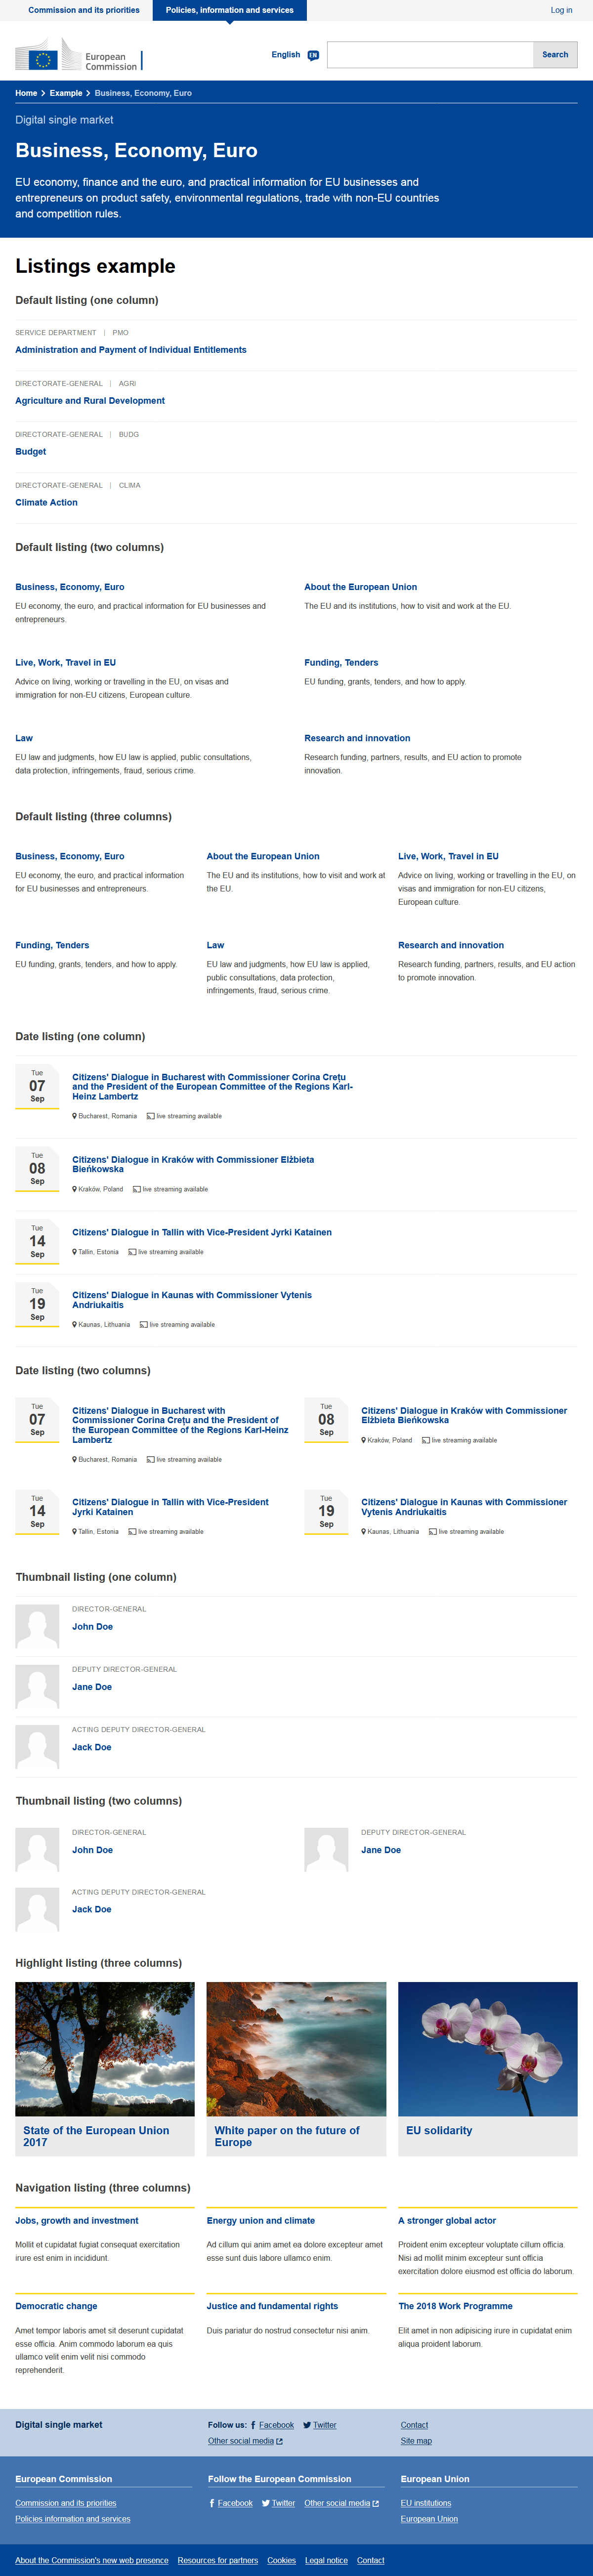 Commission and its priorities
Policies, information and services
Log in
European
Commission
English
EN
Search
Home > Example > Business, Economy, Euro
Digital single market
Business, Economy, Euro
EU economy, finance and the euro, and practical information for EU businesses and
entrepreneurs on product safety, environmental regulations, trade with non-EU countries
and competition rules.
Listings example
Default listing (one column)
SERVICE DEPARTMENT | PMO
Administration and Payment of Individual Entitlements
DIRECTORATE-GENERAL | AGRI
Agriculture and Rural Development
DIRECTORATE-GENERAL | BUDG
Budget
DIRECTORATE-GENERAL | CLIMA
Climate Action
Default listing (two columns)
Business, Economy, Euro
EU economy, the euro, and practical information for EU businesses and
entrepreneurs.
About the European Union
The EU and its institutions, how to visit and work at the EU.
Live, Work, Travel in EU
Advice on living, working or travelling in the EU, on visas and
immigration for non-EU citizens, European culture.
Funding, Tenders
EU funding, grants, tenders, and how to apply.
Law
EU law and judgments, how EU law is applied, public consultations,
data protection, infringements, fraud, serious crime.
Research and innovation
Research funding, partners, results, and EU action to promote
innovation.
Default listing (three columns)
Business, Economy, Euro
EU economy, the euro, and practical information
for EU businesses and entrepreneurs.
About the European Union
The EU and its institutions, how to visit and work at
the EU.
Live, Work, Travel in EU
Advice on living, working or travelling in the EU, on
visas and immigration for non-EU citizens,
European culture.
Funding, Tenders
EU funding, grants, tenders, and how to apply.
Law
EU law and judgments, how EU law is applied,
public consultations, data protection,
infringements, fraud, serious crime.
Research and innovation
Research funding, partners, results, and EU action
to promote innovation.
Date listing (one column)
Tue
07
Sep
Citizens' Dialogue in Bucharest with Commissioner Corina Crețu
and the President of the European Committee of the Regions Karl-
Heinz Lambertz
Bucharest, Romania live streaming available
Tue
08
Sep
Citizens' Dialogue in Kraków with Commissioner Elżbieta
Bieńkowska
Kraków, Poland live streaming available
Tue
14
Sep
Citizens' Dialogue in Tallin with Vice-President Jyrki Katainen
Tallin, Estonia live streaming available
Tue
19
Sep
Citizens' Dialogue in Kaunas with Commissioner Vytenis
Andriukaitis
Kaunas, Lithuania live streaming available
Date listing (two columns)
Tue
07
Sep
Citizens' Dialogue in Bucharest with
Commissioner Corina Crețu and the President of
the European Committee of the Regions Karl-Heinz
Lambertz
Bucharest, Romania live streaming available
Tue
08
Sep
Citizens' Dialogue in Kraków with Commissioner
Elżbieta Bieńkowska
Kraków, Poland live streaming available
Tue
14
Sep
Citizens' Dialogue in Tallin with Vice-President
Jyrki Katainen
Tallin, Estonia live streaming available
Tue
19
Sep
Citizens' Dialogue in Kaunas with Commissioner
Vytenis Andriukaitis
Kaunas, Lithuania live streaming available
Thumbnail listing (one column)
DIRECTOR-GENERAL
John Doe
DEPUTY DIRECTOR-GENERAL
Jane Doe
ACTING DEPUTY DIRECTOR-GENERAL
Jack Doe
Thumbnail listing (two columns)
DIRECTOR-GENERAL
John Doe
DEPUTY DIRECTOR-GENERAL
Jane Doe
ACTING DEPUTY DIRECTOR-GENERAL
Jack Doe
Highlight listing (three columns)
State of the European Union
2017
White paper on the future of
Europe
EU solidarity
Navigation listing (three columns)
Jobs, growth and investment
Mollit et cupidatat fugiat consequat exercitation
irure est enim in incididunt.
Energy union and climate
Ad cillum qui anim amet ea dolore excepteur amet
esse sunt duis labore ullamco enim.
A stronger global actor
Proident enim excepteur voluptate cillum officia.
Nisi ad mollit minim excepteur sunt officia
exercitation dolore eiusmod est officia do laborum.
Democratic change
Amet tempor laboris amet sit deserunt cupidatat
esse officia. Anim commodo laborum ea quis
ullamco velit enim velit nisi commodo
reprehenderit.
Justice and fundamental rights
Duis pariatur do nostrud consectetur nisi anim.
The 2018 Work Programme
Elit amet in non adipisicing irure in cupidatat enim
aliqua proident laborum.
Digital single market
Follow us: Facebook Twitter
Other social media
Contact
Site map
European Commission
Commission and its priorities
Policies information and services
Follow the European Commission
Facebook Twitter Other social media
European Union
EU institutions
European Union
About the Commission's new web presence Resources for partners Cookies Legal notice Contact